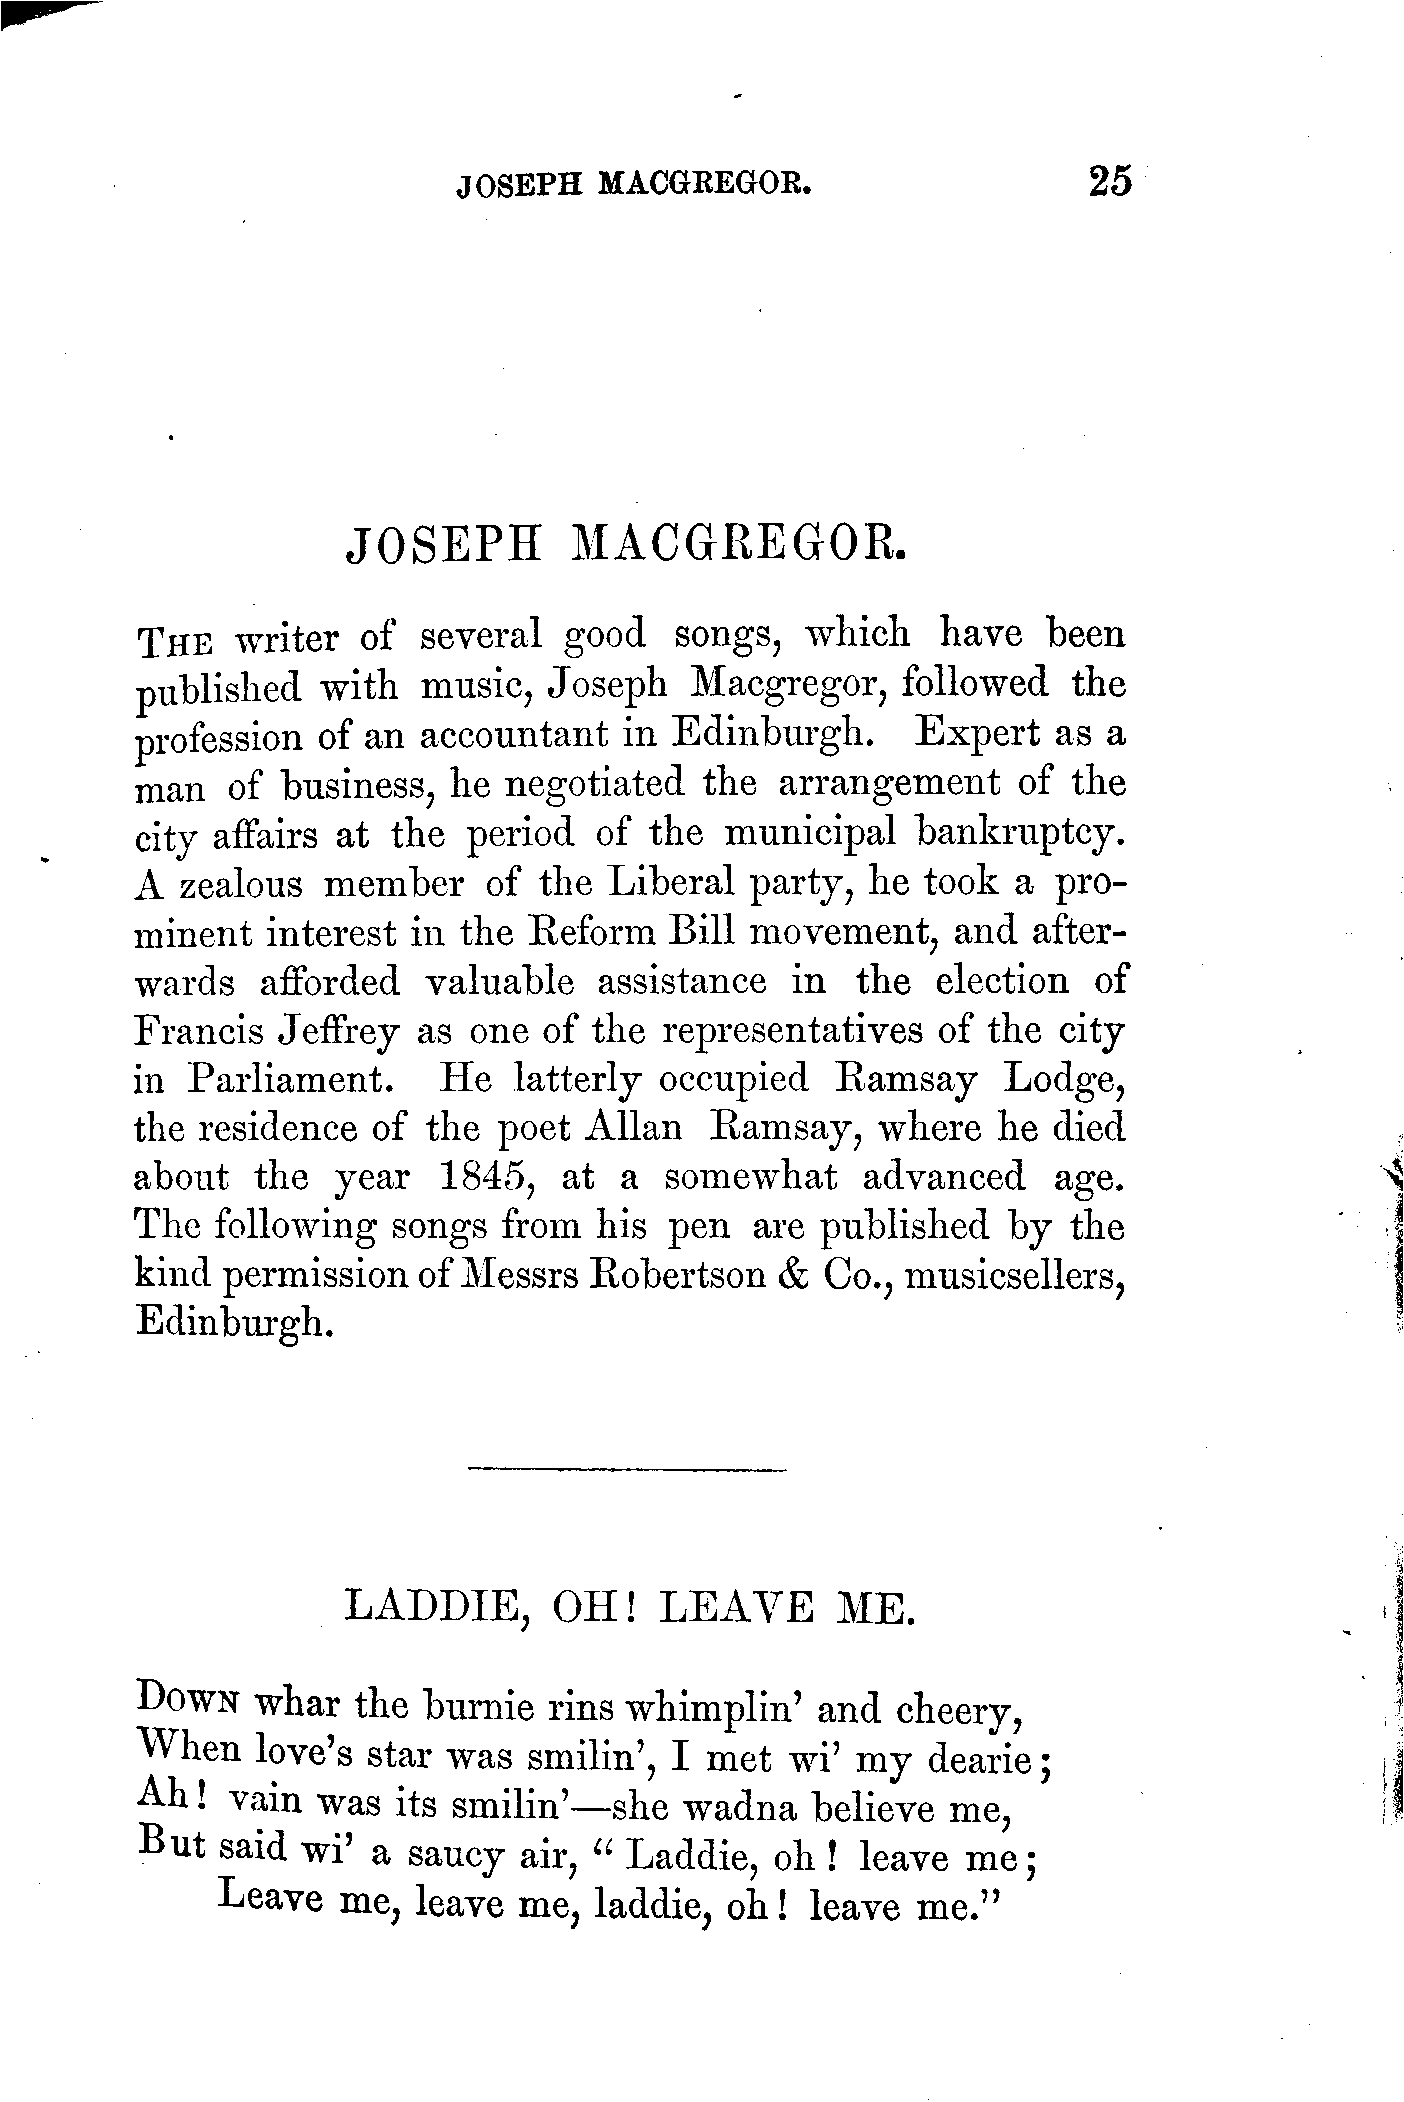 JOSEPH MACGREGOR. 25
JOSEPH MACGREGOR.
THE writer of several good songs, which have been
published with music, Joseph Macgregor, followed the
profession of an accountant in Edinburgh. Expert as a
man of business, he negotiated the arrangement of the
city affairs at the period of the municipal bankruptcy.
A zealous member of the Liberal party, he took a pro-
minent interest in the Reform Bill movement, and after-
wards afforded valuable assistance in the election of
Francis Jeffrey as one of the representatives of the city
in Parliament. He latterly occupied Ramsay Lodge,
the residence of the poet Allan Ramsay, where he died
about the year 1845, at a somewhat advanced age.
The following songs from his pen are published by the
kind permission of Messrs Robertson & Co., musicsellers,
Edinburgh.
LADDIE, OH! LEAVE ME.
DOWN whar the burnie rins whimplin' and cheery,
When love's star was smilin', I met wi' my dearie;
Ah! vain was its smilin'—she wadna believe me,
But said wi' a saucy air, "Laddie, oh! leave me;
Leave me, leave me, laddie, oh! leave me."